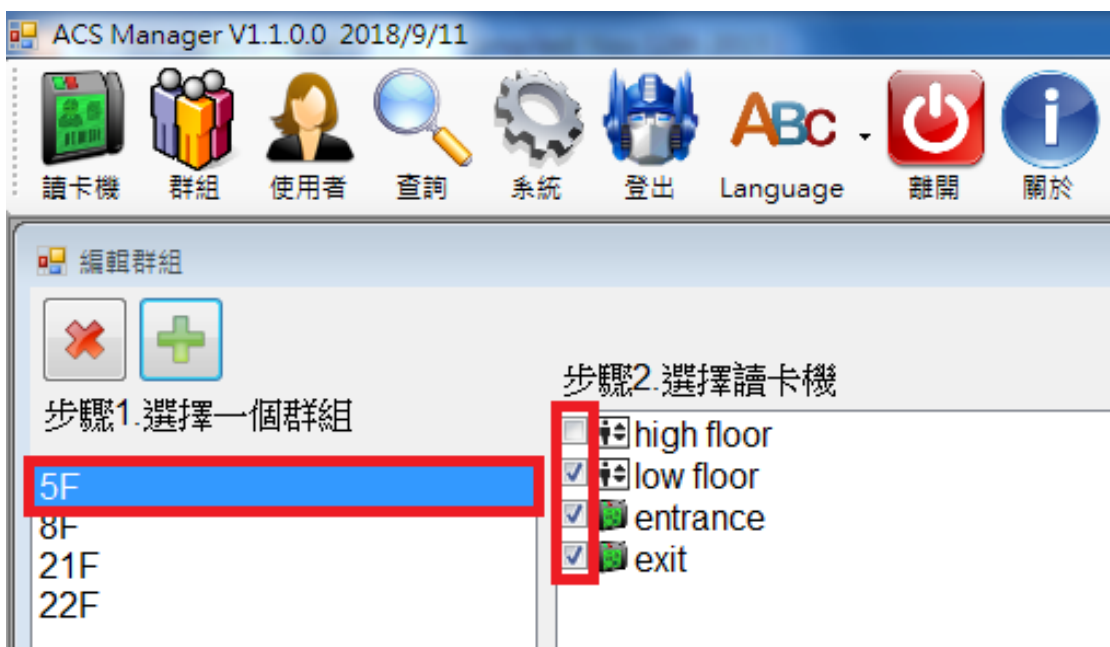 ACS Manager V1.1.0.0 2018/9/11
ABC
讀卡機 群組 使用者 查詢 系統 登出 Language 離開 關於
編輯群組
步驟1.選擇一個群組
5F
8F
21F
22F
步驟2.選擇讀卡機
high floor
low floor
entrance
exit